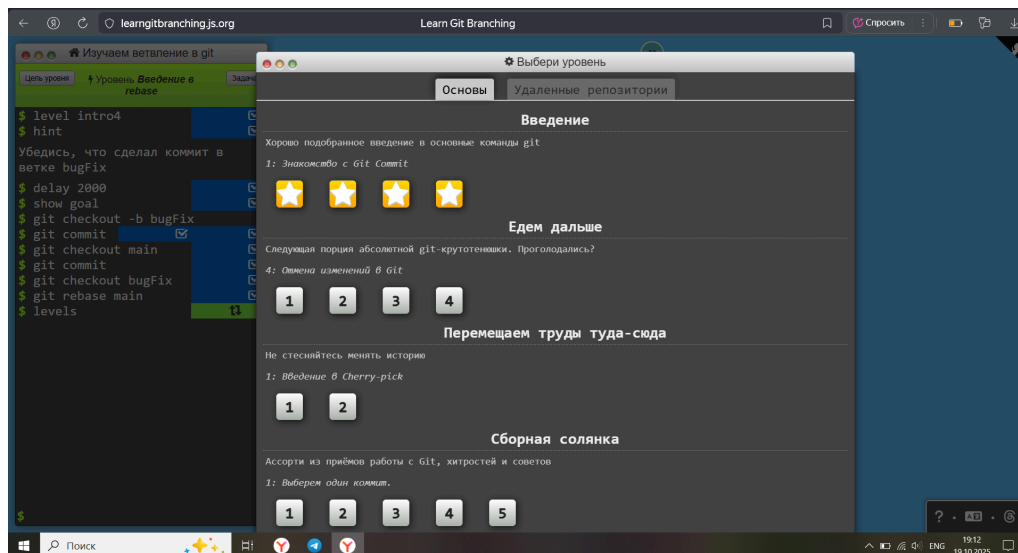 learngitbranching.js.org
Learn Git Branching
Спросить
Изучаем ветвление в git
Цель уровня
Уровень Введение в rebase
$ level intro4
$ hint
Убедись, что сделал коммит в
ветке bugFix
$ delay 2000
$ show goal
$ git checkout -b bugFix
$ git commit
$ git checkout main
$ git commit
$ git checkout bugFix
$ git rebase main
$ levels
$
Выбери уровень
Основы
Удаленные репозитории
Введение
Хорошо подобранное введение в основные команды git
1: Знакомство с Git Commit
Едем дальше
Следующая порция абсолютной git-крутотенюшки. Проголодались?
4: Отмена изменений в Git
1 2 3 4
Перемещаем труды туда-сюда
Не стесняйтесь менять историю
1: Введение в Cherry-pick
1 2
Сборная солянка
Ассорти из приёмов работы с Git, хитростей и советов
1: Выберем один коммит.
1 2 3 4 5
?
Поиск
ENG
19:12
19.10.2025